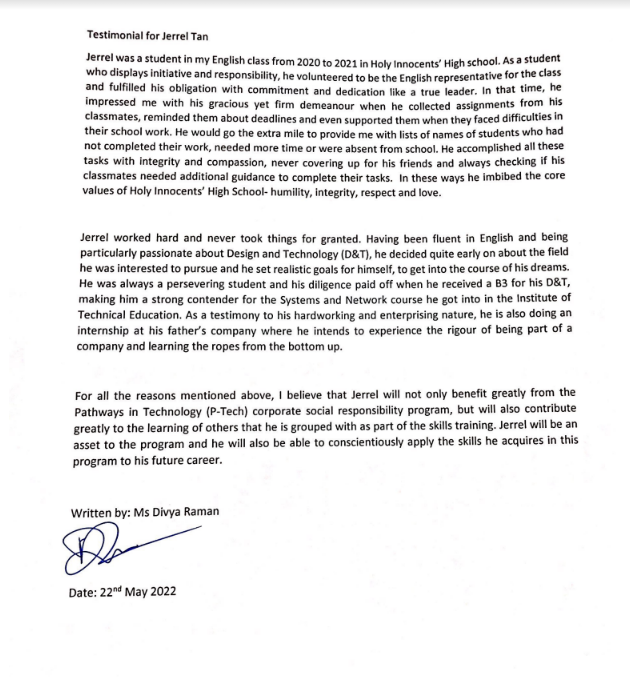 Testimonial for Jerrel Tan
Jerrel was a student in my English class from 2020 to 2021 in Holy Innocents' High school. As a student
who displays initiative and responsibility, he volunteered to be the English representative for the class
and fulfilled his obligation with commitment and dedication like a true leader. In that time, he
impressed me with his gracious yet firm demeanour when he collected assignments from his
classmates, reminded them about deadlines and even supported them when they faced difficulties in
their school work. He would go the extra mile to provide me with lists of names of students who had
not completed their work, needed more time or were absent from school. He accomplished all these
tasks with integrity and compassion, never covering up for his friends and always checking if his
classmates needed additional guidance to complete their tasks. In these ways he imbibed the core
values of Holy Innocents' High School- humility, integrity, respect and love.
Jerrel worked hard and never took things for granted. Having been fluent in English and being
particularly passionate about Design and Technology (D&T), he decided quite early on about the field
he was interested to pursue and he set realistic goals for himself, to get into the course of his dreams.
He was always a persevering student and his diligence paid off when he received a B3 for his D&T,
making him a strong contender for the Systems and Network course he got into in the Institute of
Technical Education. As a testimony to his hardworking and enterprising nature, he is also doing an
internship at his father's company where he intends to experience the rigour of being part of a
company and learning the ropes from the bottom up.
For all the reasons mentioned above, I believe that Jerrel will not only benefit greatly from the
Pathways in Technology (P-Tech) corporate social responsibility program, but will also contribute
greatly to the learning of others that he is grouped with as part of the skills training. Jerrel will be an
asset to the program and he will also be able to conscientiously apply the skills he acquires in this
program to his future career.
Written by: Ms Divya Raman
Date: 22nd May 2022